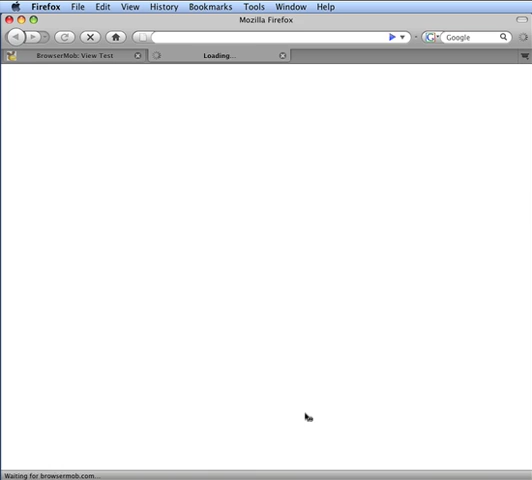 Firefox File Edit View History Bookmarks Tools Window Help
Mozilla Firefox
Google
BrowserMob: View Test Loading...
Waiting for browsermob.com...